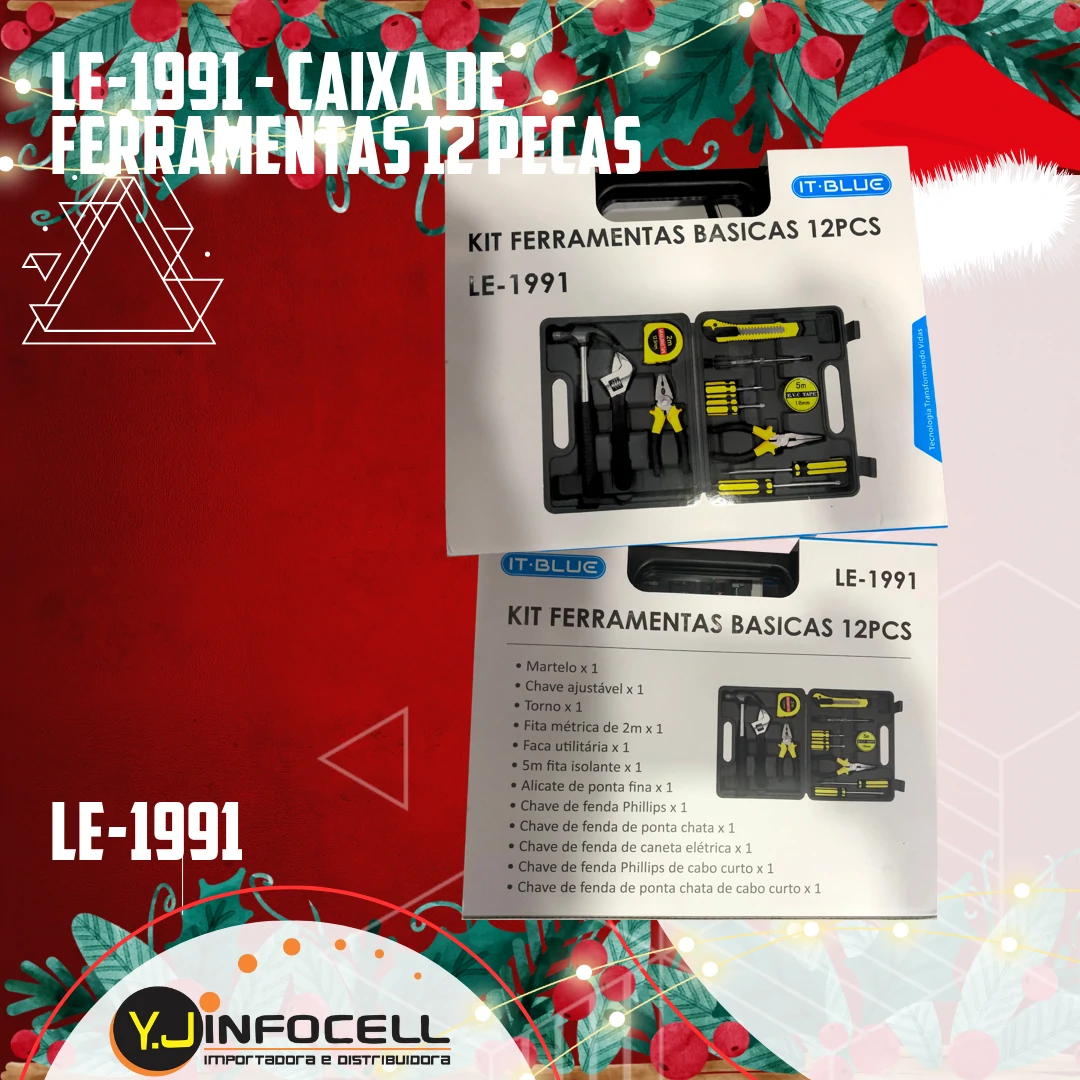 LE-1991 - CAIXA DE
FERRAMENTAS 12 PECAS
IT·BLUE
KIT FERRAMENTAS BASICAS 12PCS
LE-1991
2m
5m
P.V.C TAPE
18mm
Tecnologia Transformando Vidas
IT·BLUE
LE-1991
KIT FERRAMENTAS BASICAS 12PCS
• Martelo x 1
• Chave ajustável x 1
• Torno x 1
• Fita métrica de 2m x 1
• Faca utilitária x 1
• 5m fita isolante x 1
• Alicate de ponta fina x 1
• Chave de fenda Phillips x 1
• Chave de fenda de ponta chata x 1
• Chave de fenda de caneta elétrica x 1
• Chave de fenda Phillips de cabo curto x 1
• Chave de fenda de ponta chata de cabo curto x 1
LE-1991
Y.J INFOCELL
IMPORTADORA E DISTRIBUIDORA